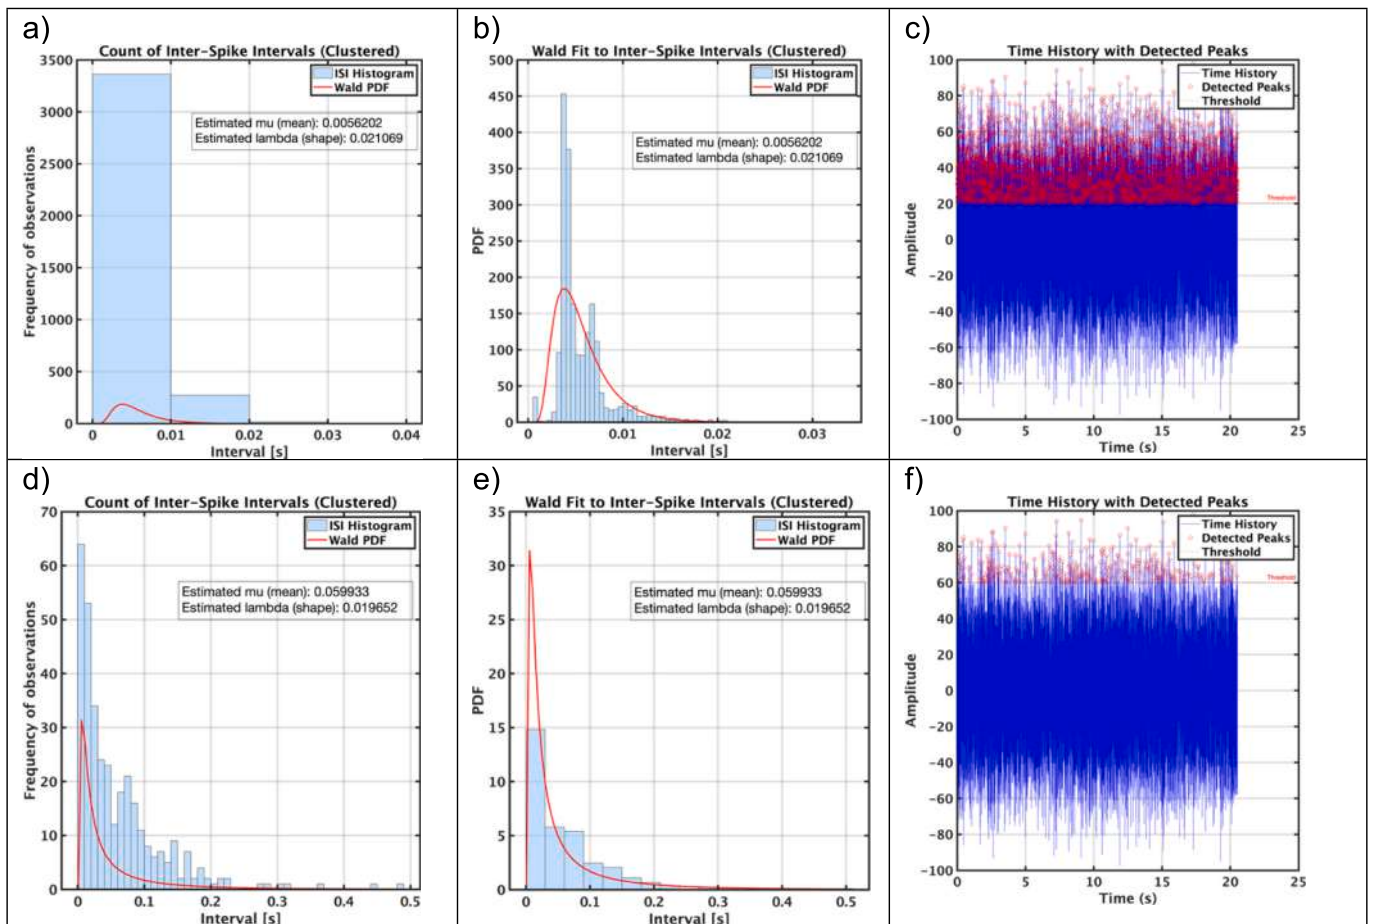 a)
Count of Inter-Spike Intervals (Clustered)
3500
3000
2500
2000
1500
1000
500
0
Frequency of observations
ISI Histogram
Wald PDF
Estimated mu (mean): 0.0056202
Estimated lambda (shape): 0.021069
0 0.01 0.02 0.03 0.04
Interval [s]
b)
Wald Fit to Inter-Spike Intervals (Clustered)
500
450
400
350
300
250
200
150
100
50
0
PDF
ISI Histogram
Wald PDF
Estimated mu (mean): 0.0056202
Estimated lambda (shape): 0.021069
0 0.01 0.02 0.03
Interval [s]
c)
Time History with Detected Peaks
100
80
60
40
20
0
-20
-40
-60
-80
-100
Amplitude
Time History
Detected Peaks
Threshold
Threshold
0 5 10 15 20 25
Time (s)
d)
Count of Inter-Spike Intervals (Clustered)
70
60
50
40
30
20
10
0
Frequency of observations
ISI Histogram
Wald PDF
Estimated mu (mean): 0.059933
Estimated lambda (shape): 0.019652
0 0.1 0.2 0.3 0.4 0.5
Interval [s]
e)
Wald Fit to Inter-Spike Intervals (Clustered)
35
30
25
20
15
10
5
0
PDF
ISI Histogram
Wald PDF
Estimated mu (mean): 0.059933
Estimated lambda (shape): 0.019652
0 0.1 0.2 0.3 0.4 0.5
Interval [s]
f)
Time History with Detected Peaks
100
80
60
40
20
0
-20
-40
-60
-80
-100
Amplitude
Time History
Detected Peaks
Threshold
Threshold
0 5 10 15 20 25
Time (s)